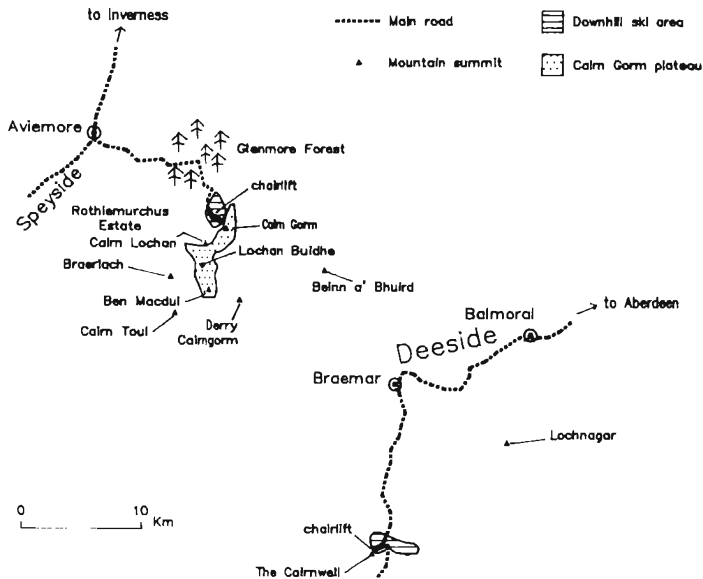 to Inverness
Main road
Downhill ski area
Mountain summit
Cairn Gorm plateau
Aviemore
Glenmore Forest
Speyside
chairlift
Rothiemurchus
Estate
Cairn Gorm
Cairn Lochan
Lochan Buidhe
Braeriach
Beinn a' Bhuird
Ben Macdui
Cairn Toul
Derry
Cairngorm
to Aberdeen
Balmoral
Deeside
Braemar
Lochnagar
0 10
Km
chairlift
The Cairnwell